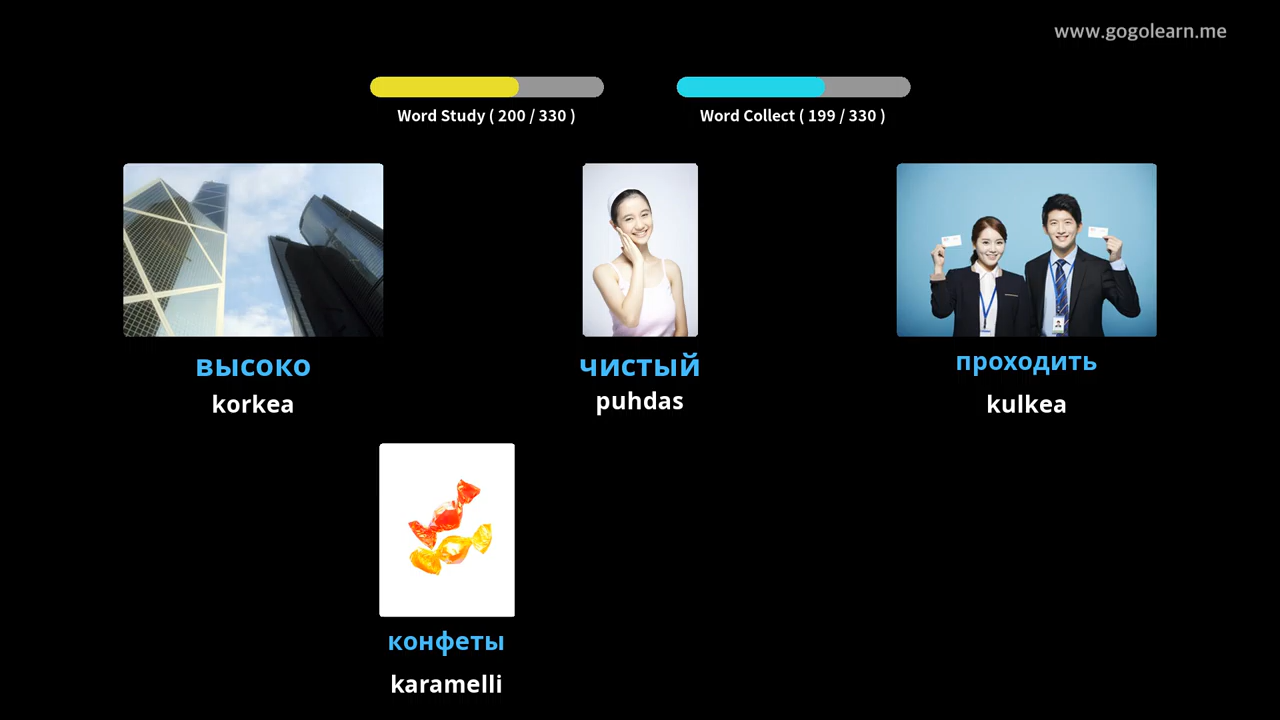 www.gogolearn.me
Word Study ( 200 / 330 )
Word Collect ( 199 / 330 )
высоко
korkea
чистый
puhdas
проходить
kulkea
конфеты
karamelli